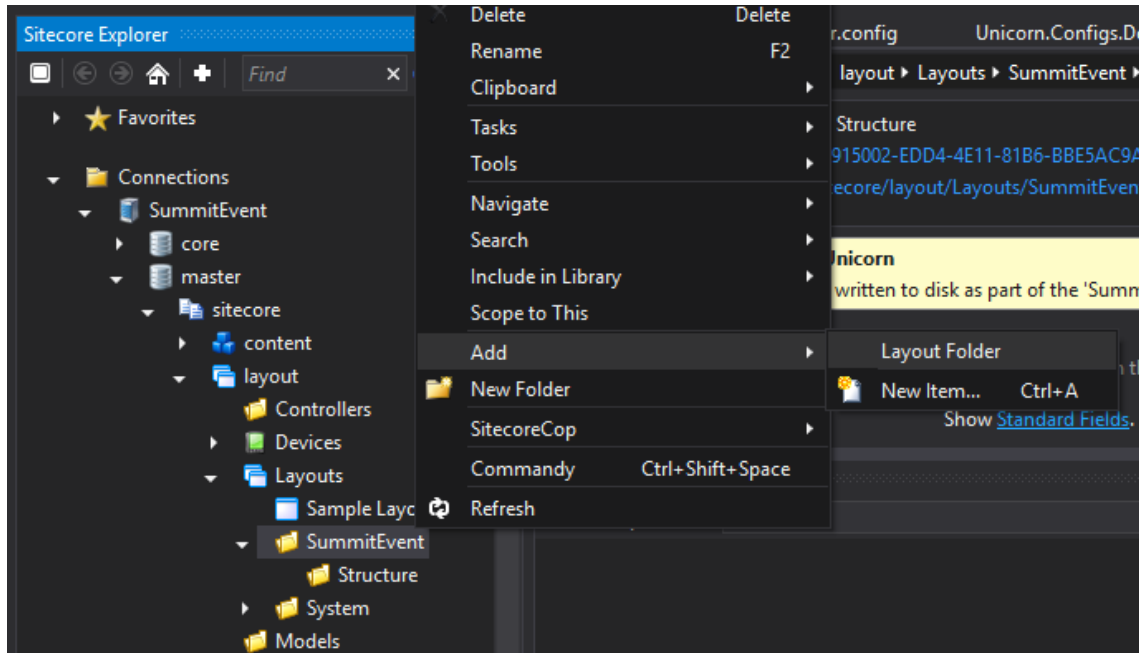 Sitecore Explorer
Find
Favorites
Connections
SummitEvent
core
master
sitecore
content
layout
Controllers
Devices
Layouts
Sample Layc
SummitEvent
Structure
System
Models
Delete Delete
Rename F2
Clipboard
Tasks
Tools
Navigate
Search
Include in Library
Scope to This
Add
New Folder
SitecoreCop
Commandy Ctrl+Shift+Space
Refresh
Layout Folder
New Item... Ctrl+A
r.config Unicorn.Configs.De
layout Layouts SummitEvent
Structure
915002-EDD4-4E11-81B6-BBE5AC9A
ecore/layout/Layouts/SummitEven
Unicorn
written to disk as part of the 'Summ
Show Standard Fields.